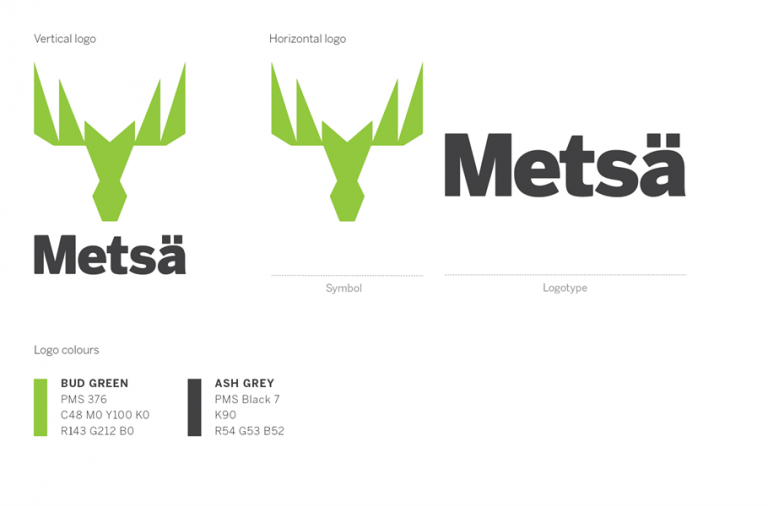 Vertical logo
Horizontal logo
Metsä
Metsä
Symbol
Logotype
Logo colours
BUD GREEN
PMS 376
C48 M0 Y100 K0
R143 G212 B0
ASH GREY
PMS Black 7
K90
R54 G53 B52